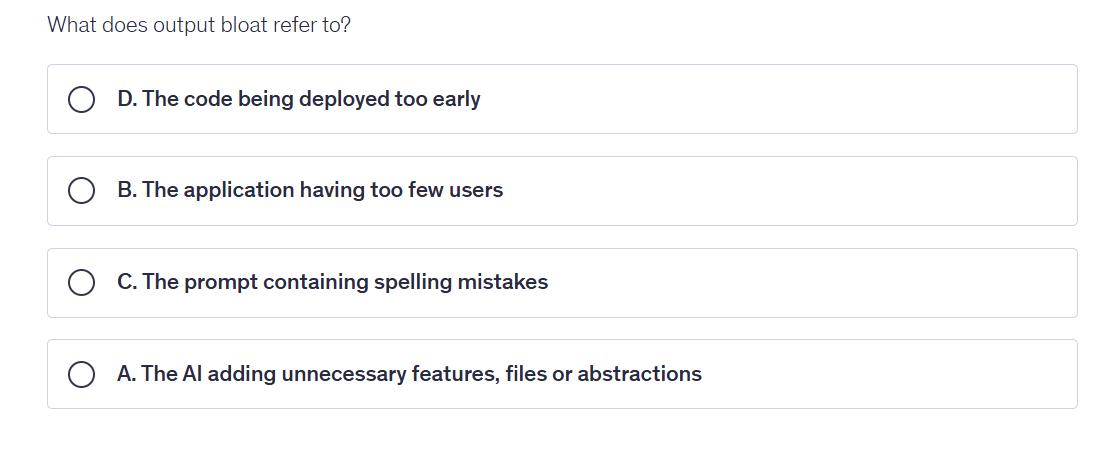 What does output bloat refer to?
D. The code being deployed too early
B. The application having too few users
C. The prompt containing spelling mistakes
A. The AI adding unnecessary features, files or abstractions